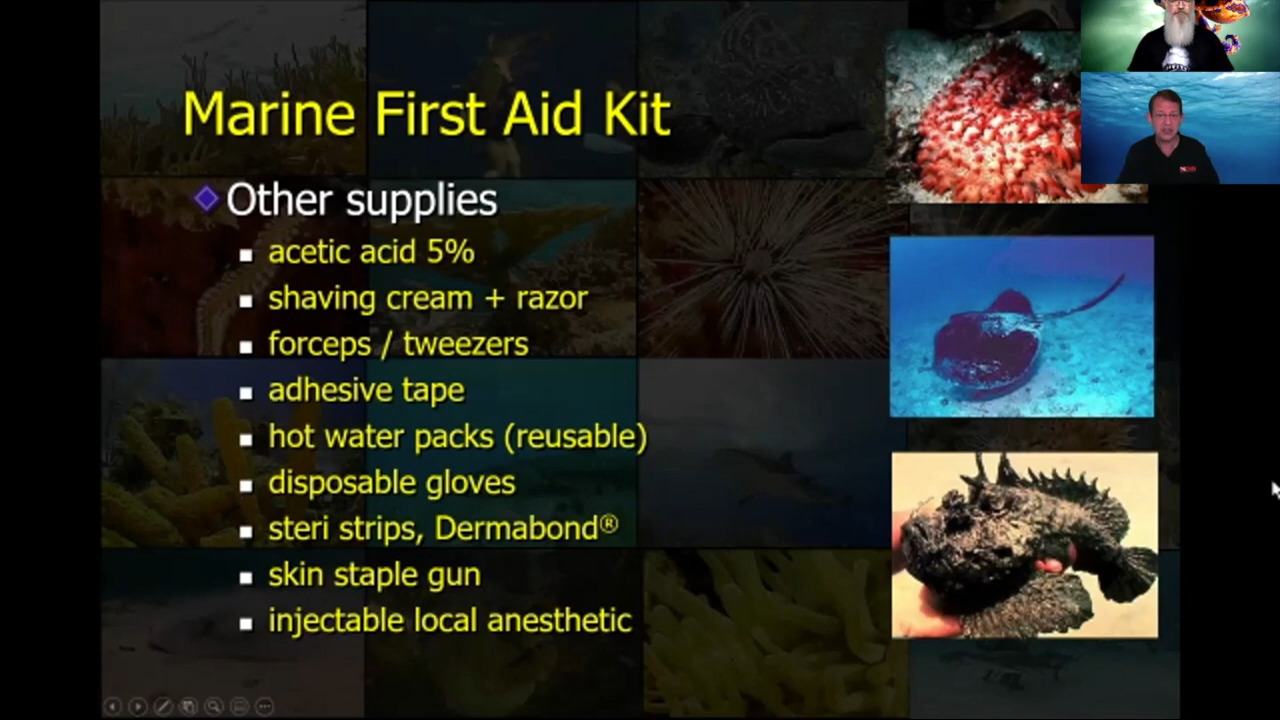 Marine First Aid Kit
Other supplies
acetic acid 5%
shaving cream + razor
forceps / tweezers
adhesive tape
hot water packs (reusable)
disposable gloves
steri strips, Dermabond®
skin staple gun
injectable local anesthetic